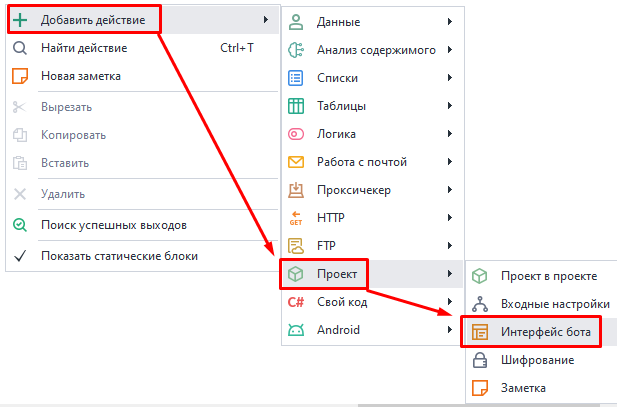 Добавить действие
Найти действие Ctrl+T
Новая заметка
Вырезать
Копировать
Вставить
Удалить
Поиск успешных выходов
Показать статические блоки
Данные
Анализ содержимого
Списки
Таблицы
Логика
Работа с почтой
Проксичекер
GET HTTP
FTP
Проект
C# Свой код
Android
Проект в проекте
Входные настройки
Интерфейс бота
Шифрование
Заметка